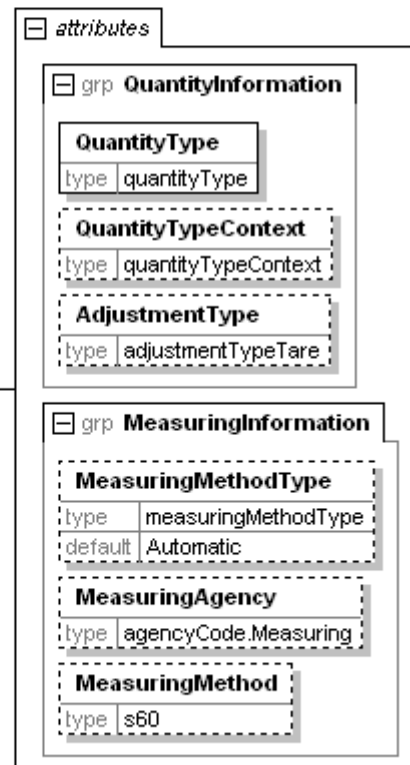 attributes
grp QuantityInformation
QuantityType
type quantityType
QuantityTypeContext
type quantityTypeContext
AdjustmentType
type adjustmentTypeTare
grp MeasuringInformation
MeasuringMethodType
type measuringMethodType
default Automatic
MeasuringAgency
type agencyCode.Measuring
MeasuringMethod
type s60